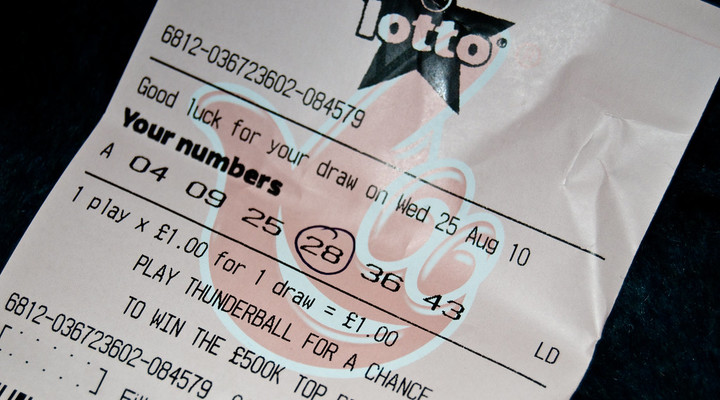 lotto
6812-036723602-084579
Good luck for your draw on Wed 25 Aug 10
Your numbers
A 04 09 25 28 36 43
LD
1 play x £1.00 for 1 draw = £1.00
PLAY THUNDERBALL FOR A CHANCE
TO WIN THE £500K TOP
6812-036723602-084579